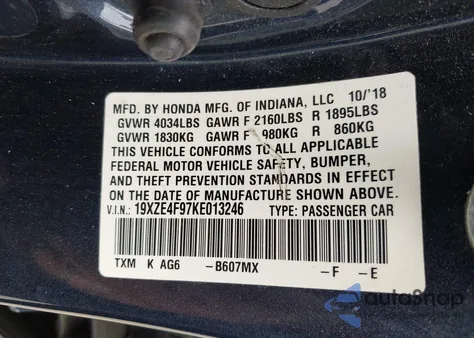 MFD. BY HONDA MFG. OF INDIANA, LLC 10/'18
GVWR 4034LBS GAWR F 2160LBS R 1895LBS
GVWR 1830KG GAWR F 980KG R 860KG
THIS VEHICLE CONFORMS TO ALL APPLICABLE
FEDERAL MOTOR VEHICLE SAFETY, BUMPER,
AND THEFT PREVENTION STANDARDS IN EFFECT
ON THE DATE OF MANUFACTURE SHOWN ABOVE.
V.I.N: 19XZE4F97KE013246 TYPE: PASSENGER CAR
TXM K AG6 -B607MX -F -E
autoShop